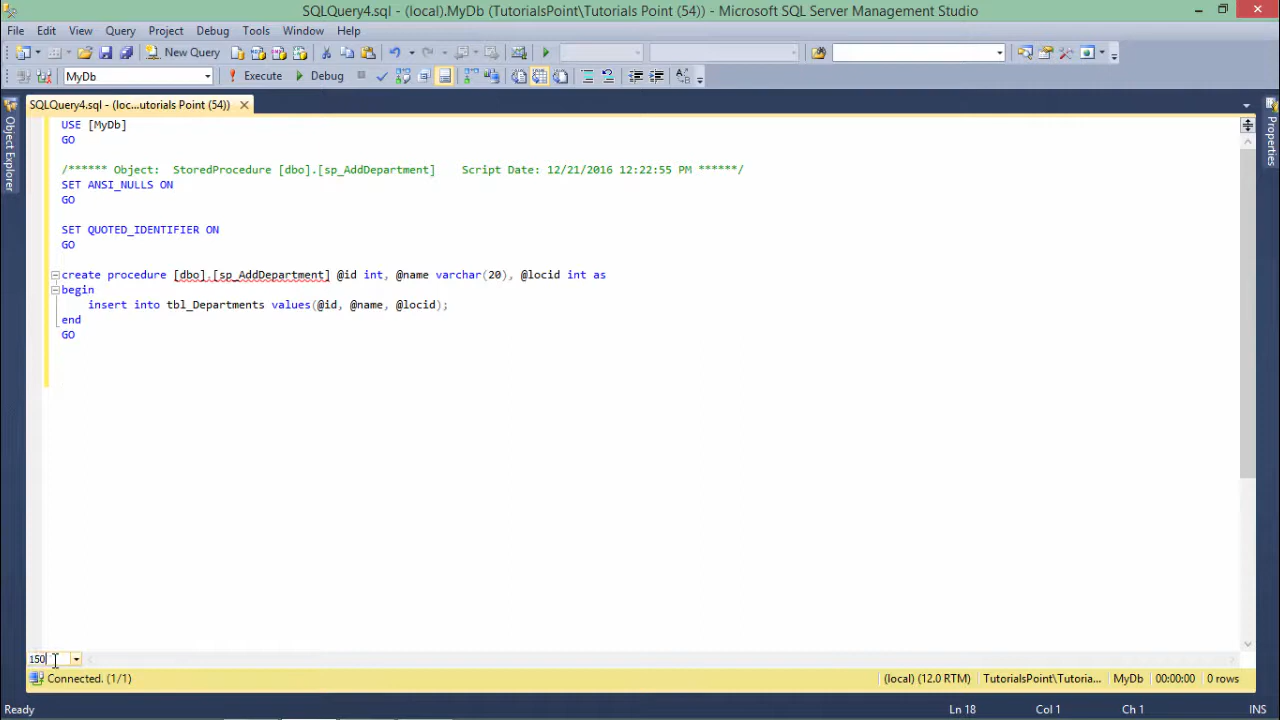 SQLQuery4.sql - (local).MyDb (TutorialsPoint\Tutorials Point (54)) - Microsoft SQL Server Management Studio
File Edit View Query Project Debug Tools Window Help
New Query
MyDb Execute Debug
SQLQuery4.sql - (loc...utorials Point (54))
Object Explorer
Properties
USE [MyDb]
GO
/****** Object:  StoredProcedure [dbo].[sp_AddDepartment]    Script Date: 12/21/2016 12:22:55 PM ******/
SET ANSI_NULLS ON
GO
SET QUOTED_IDENTIFIER ON
GO
create procedure [dbo].[sp_AddDepartment] @id int, @name varchar(20), @locid int as
begin
insert into tbl_Departments values(@id, @name, @locid);
end
GO
150
Connected. (1/1) (local) (12.0 RTM) TutorialsPoint\Tutoria... MyDb 00:00:00 0 rows
Ready Ln 18 Col 1 Ch 1 INS